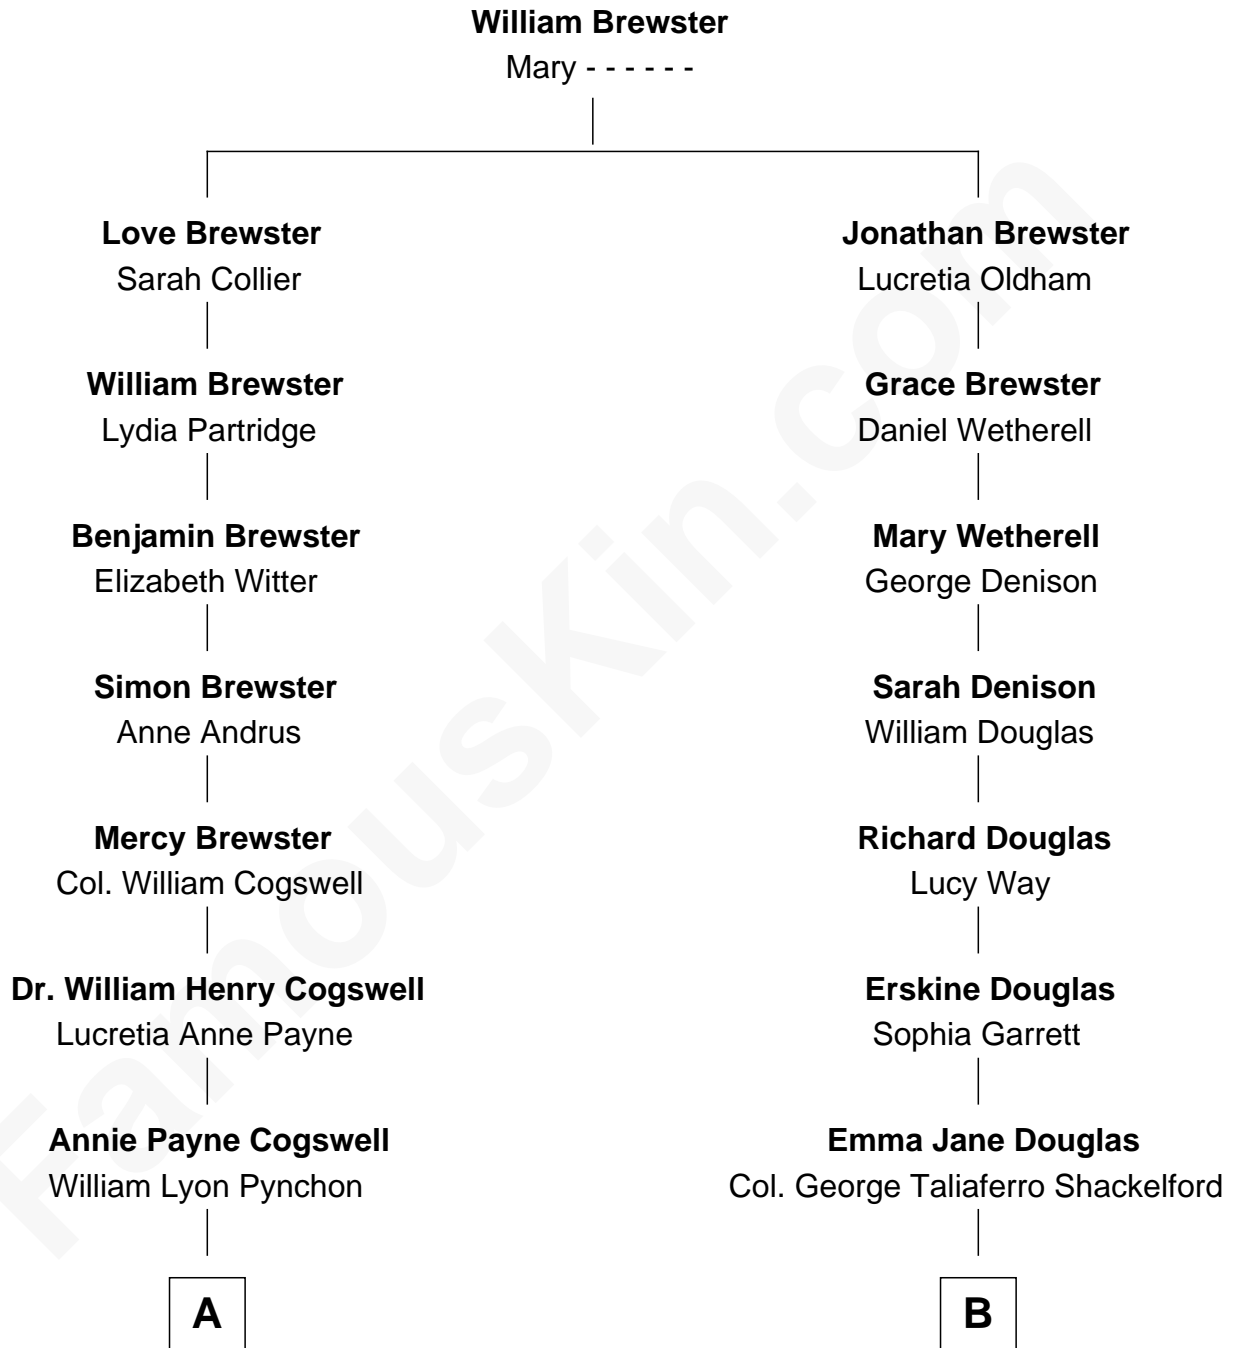 William Brewster
Mary - - - - - -
Love Brewster
Sarah Collier
William Brewster
Lydia Partridge
Benjamin Brewster
Elizabeth Witter
Simon Brewster
Anne Andrus
Mercy Brewster
Col. William Cogswell
Dr. William Henry Cogswell
Lucretia Anne Payne
Annie Payne Cogswell
William Lyon Pynchon
A
Jonathan Brewster
Lucretia Oldham
Grace Brewster
Daniel Wetherell
Mary Wetherell
George Denison
Sarah Denison
William Douglas
Richard Douglas
Lucy Way
Erskine Douglas
Sophia Garrett
Emma Jane Douglas
Col. George Taliaferro Shackelford
B
FamousKin.com